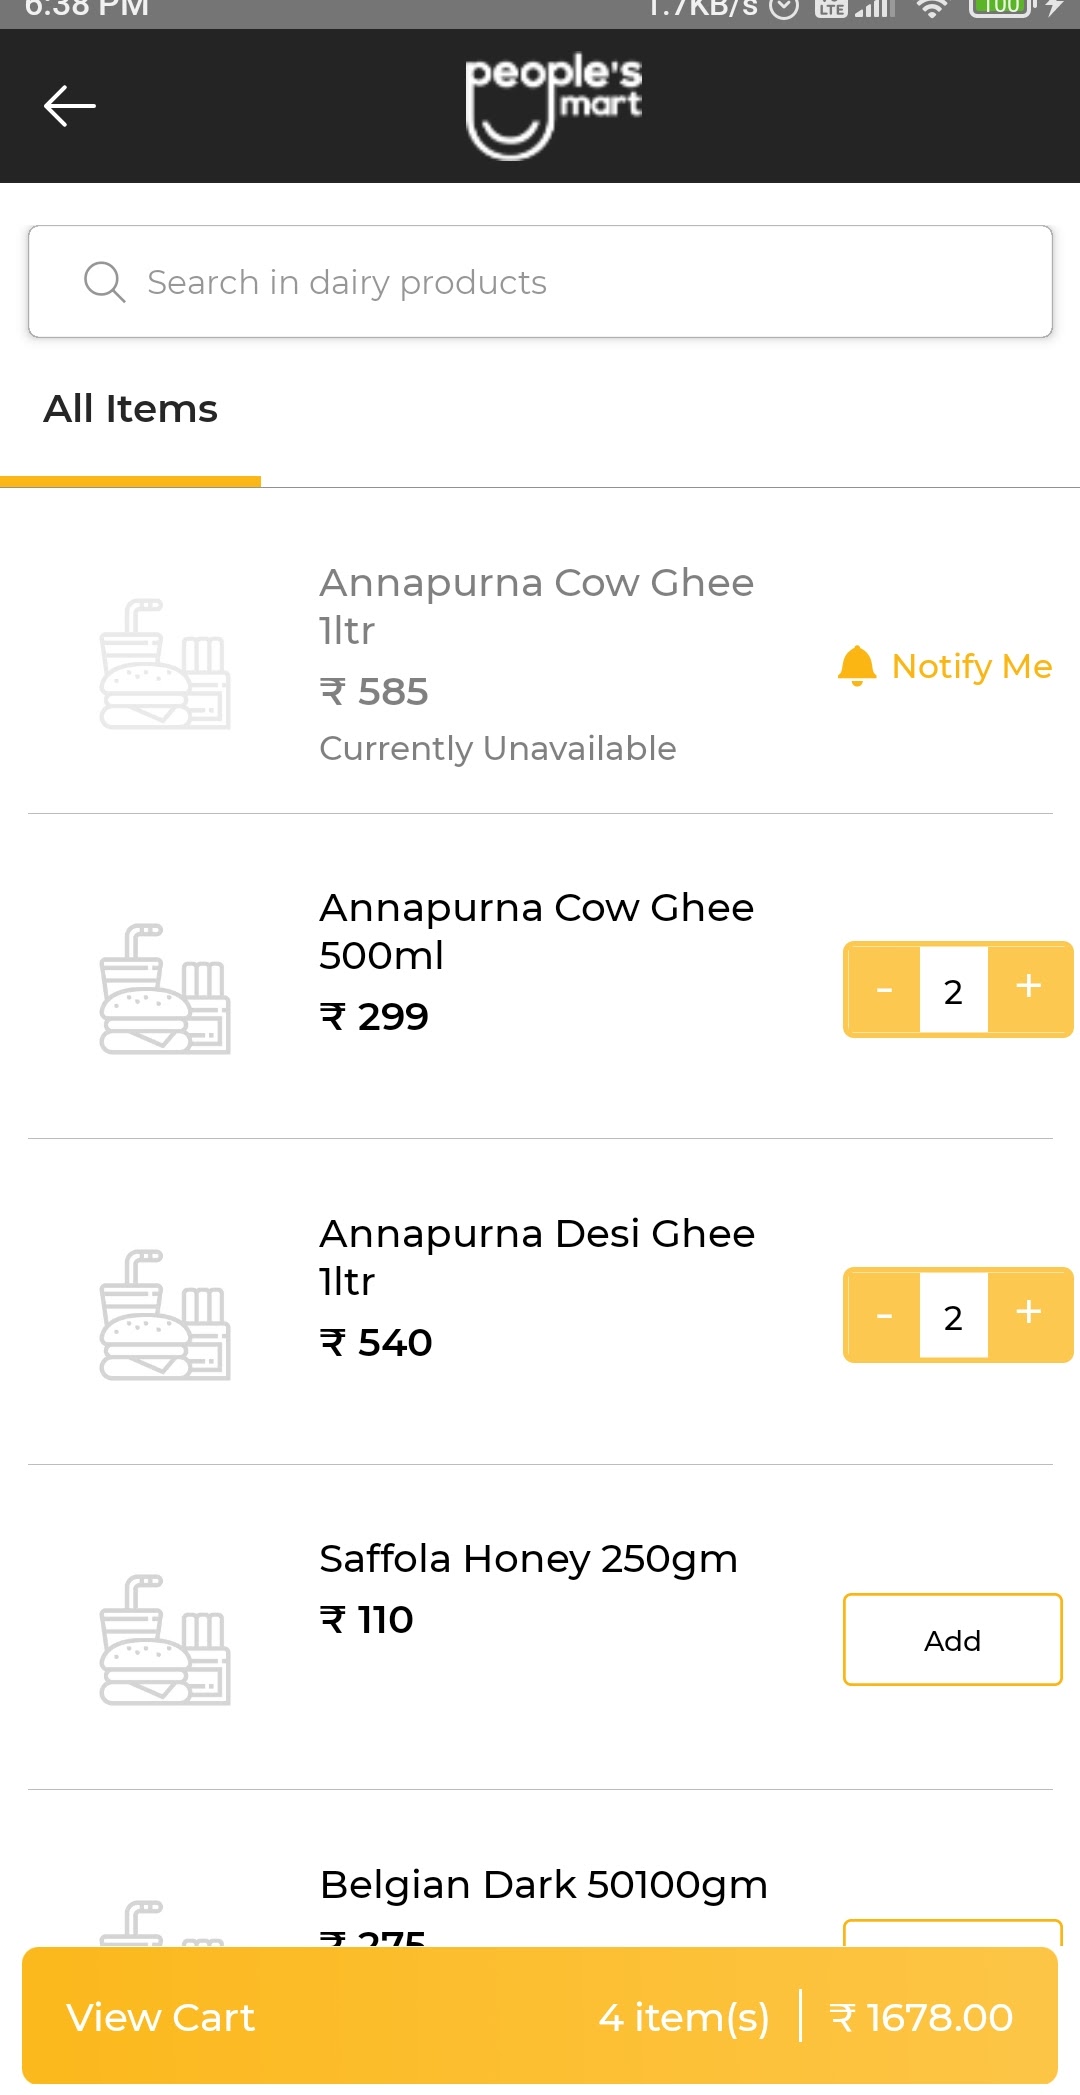 6:38 PM 1.7KB/s LTE 100
people's
mart
Search in dairy products
All Items
Annapurna Cow Ghee
1ltr
₹ 585
Currently Unavailable
Notify Me
Annapurna Cow Ghee
500ml
₹ 299
- 2 +
Annapurna Desi Ghee
1ltr
₹ 540
- 2 +
Saffola Honey 250gm
₹ 110
Add
Belgian Dark 50100gm
₹ 275
View Cart 4 item(s) ₹ 1678.00